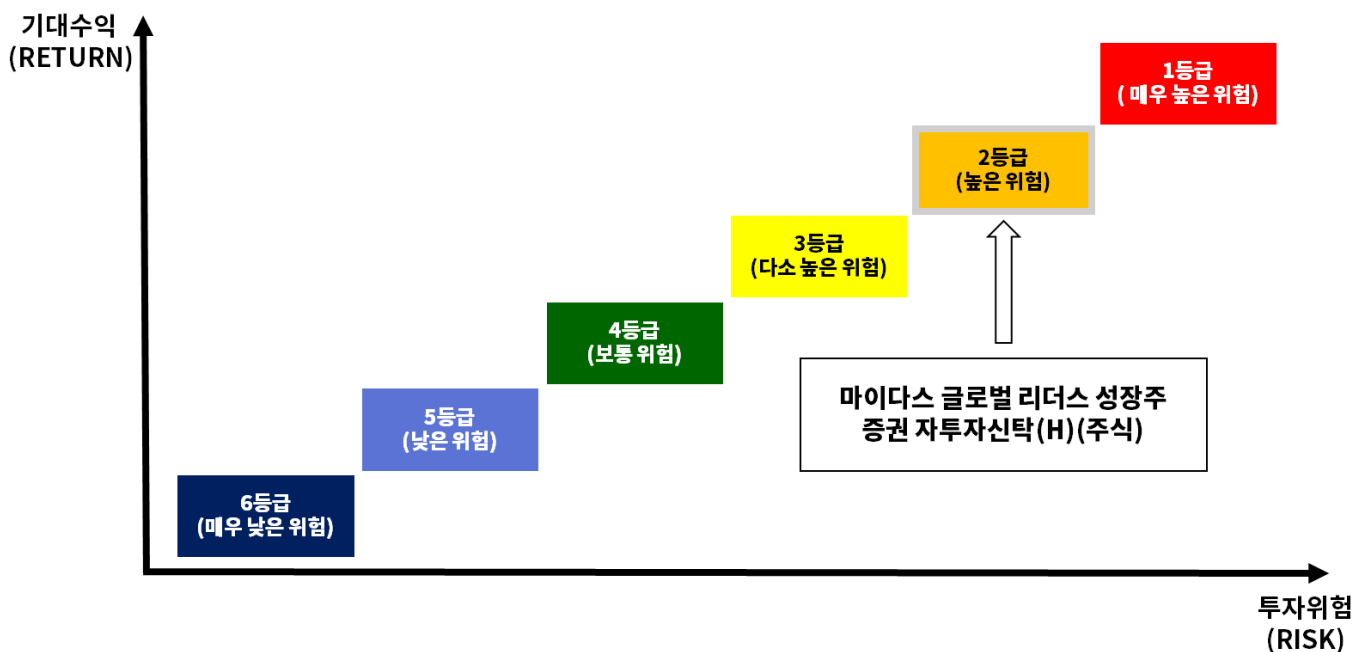 기대수익
(RETURN)
1등급
( 매우 높은 위험)
2등급
(높은 위험)
3등급
(다소 높은 위험)
4등급
(보통 위험)
마이다스 글로벌 리더스 성장주
증권 자투자신탁(H)(주식)
5등급
(낮은 위험)
6등급
(매우 낮은 위험)
투자위험
(RISK)